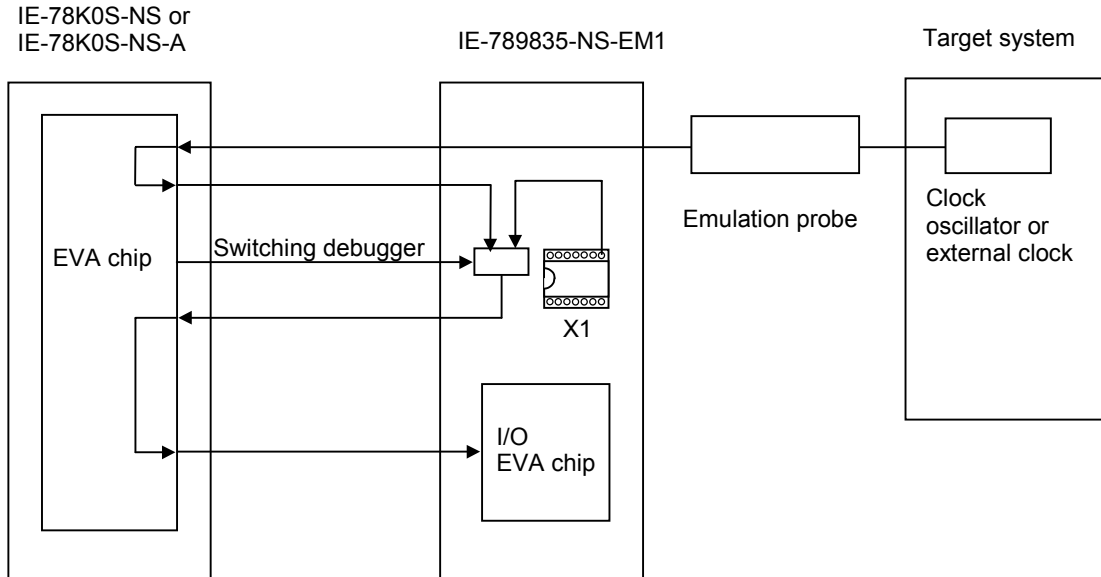 IE-78K0S-NS or
IE-78K0S-NS-A
IE-789835-NS-EM1
Target system
EVA chip
Switching debugger
X1
I/O
EVA chip
Emulation probe
Clock
oscillator or
external clock